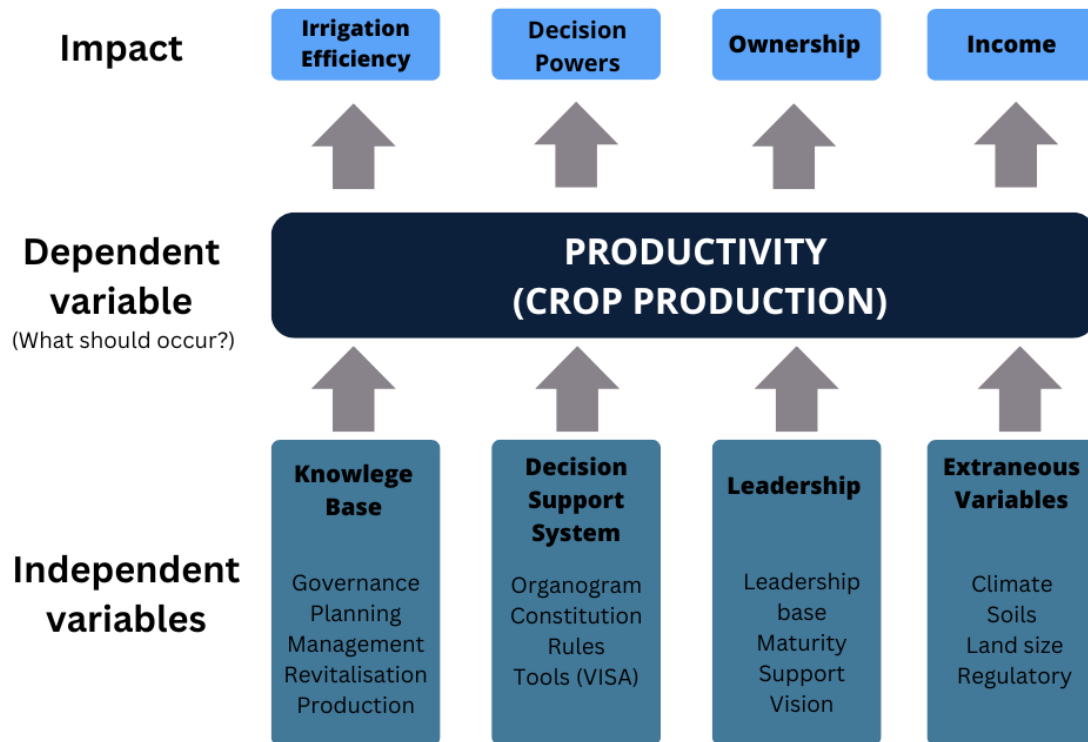 Impact
Irrigation
Efficiency
Decision
Powers
Ownership
Income
Dependent
variable
(What should occur?)
PRODUCTIVITY
(CROP PRODUCTION)
Independent
variables
Knowlege
Base
Governance
Planning
Management
Revitalisation
Production
Decision
Support
System
Organogram
Constitution
Rules
Tools (VISA)
Leadership
Leadership
base
Maturity
Support
Vision
Extraneous
Variables
Climate
Soils
Land size
Regulatory